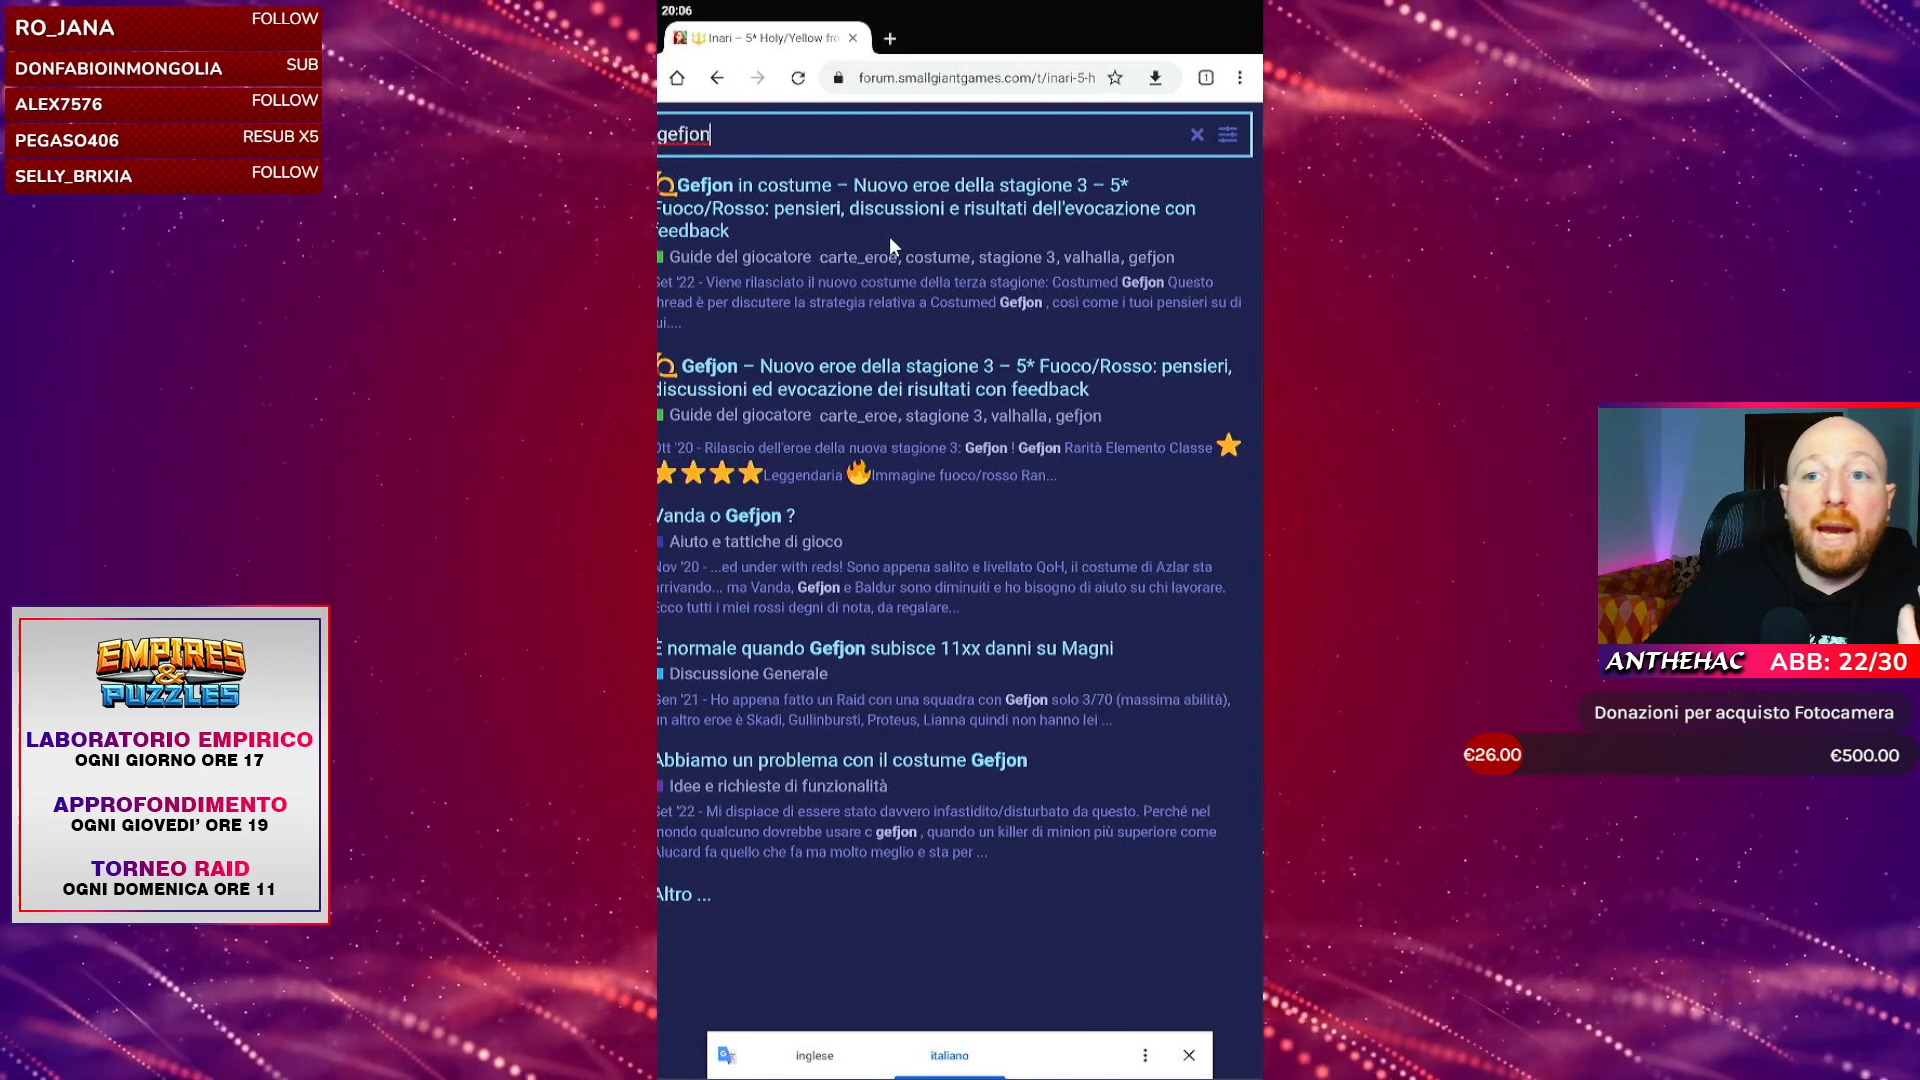 RO_JANA FOLLOW
DONFABIOINMONGOLIA SUB
ALEX7576 FOLLOW
PEGASO406 RESUB X5
SELLY_BRIXIA FOLLOW
EMPIRES
&
PUZZLES
LABORATORIO EMPIRICO
OGNI GIORNO ORE 17
APPROFONDIMENTO
OGNI GIOVEDI' ORE 19
TORNEO RAID
OGNI DOMENICA ORE 11
20:06
Inari – 5* Holy/Yellow fro
forum.smallgiantgames.com/t/inari-5-h
1
gefjon
Gefjon in costume – Nuovo eroe della stagione 3 – 5*
Fuoco/Rosso: pensieri, discussioni e risultati dell'evocazione con
feedback
Guide del giocatore carte_eroe, costume, stagione 3, valhalla, gefjon
Set '22 - Viene rilasciato il nuovo costume della terza stagione: Costumed Gefjon Questo
thread è per discutere la strategia relativa a Costumed Gefjon , così come i tuoi pensieri su di
lui....
Gefjon – Nuovo eroe della stagione 3 – 5* Fuoco/Rosso: pensieri,
discussioni ed evocazione dei risultati con feedback
Guide del giocatore carte_eroe, stagione 3, valhalla, gefjon
Ott '20 - Rilascio dell'eroe della nuova stagione 3: Gefjon ! Gefjon Rarità Elemento Classe
Leggendaria Immagine fuoco/rosso Ran...
Vanda o Gefjon ?
Aiuto e tattiche di gioco
Nov '20 - ...ed under with reds! Sono appena salito e livellato QoH, il costume di Azlar sta
arrivando... ma Vanda, Gefjon e Baldur sono diminuiti e ho bisogno di aiuto su chi lavorare.
Ecco tutti i miei rossi degni di nota, da regalare...
È normale quando Gefjon subisce 11xx danni su Magni
Discussione Generale
Gen '21 - Ho appena fatto un Raid con una squadra con Gefjon solo 3/70 (massima abilità),
un altro eroe è Skadi, Gullinbursti, Proteus, Lianna quindi non hanno lei ...
Abbiamo un problema con il costume Gefjon
Idee e richieste di funzionalità
Set '22 - Mi dispiace di essere stato davvero infastidito/disturbato da questo. Perché nel
mondo qualcuno dovrebbe usare c gefjon , quando un killer di minion più superiore come
Alucard fa quello che fa ma molto meglio e sta per ...
Altro ...
inglese italiano
ANTHEHAC ABB: 22/30
Donazioni per acquisto Fotocamera
€26.00 €500.00